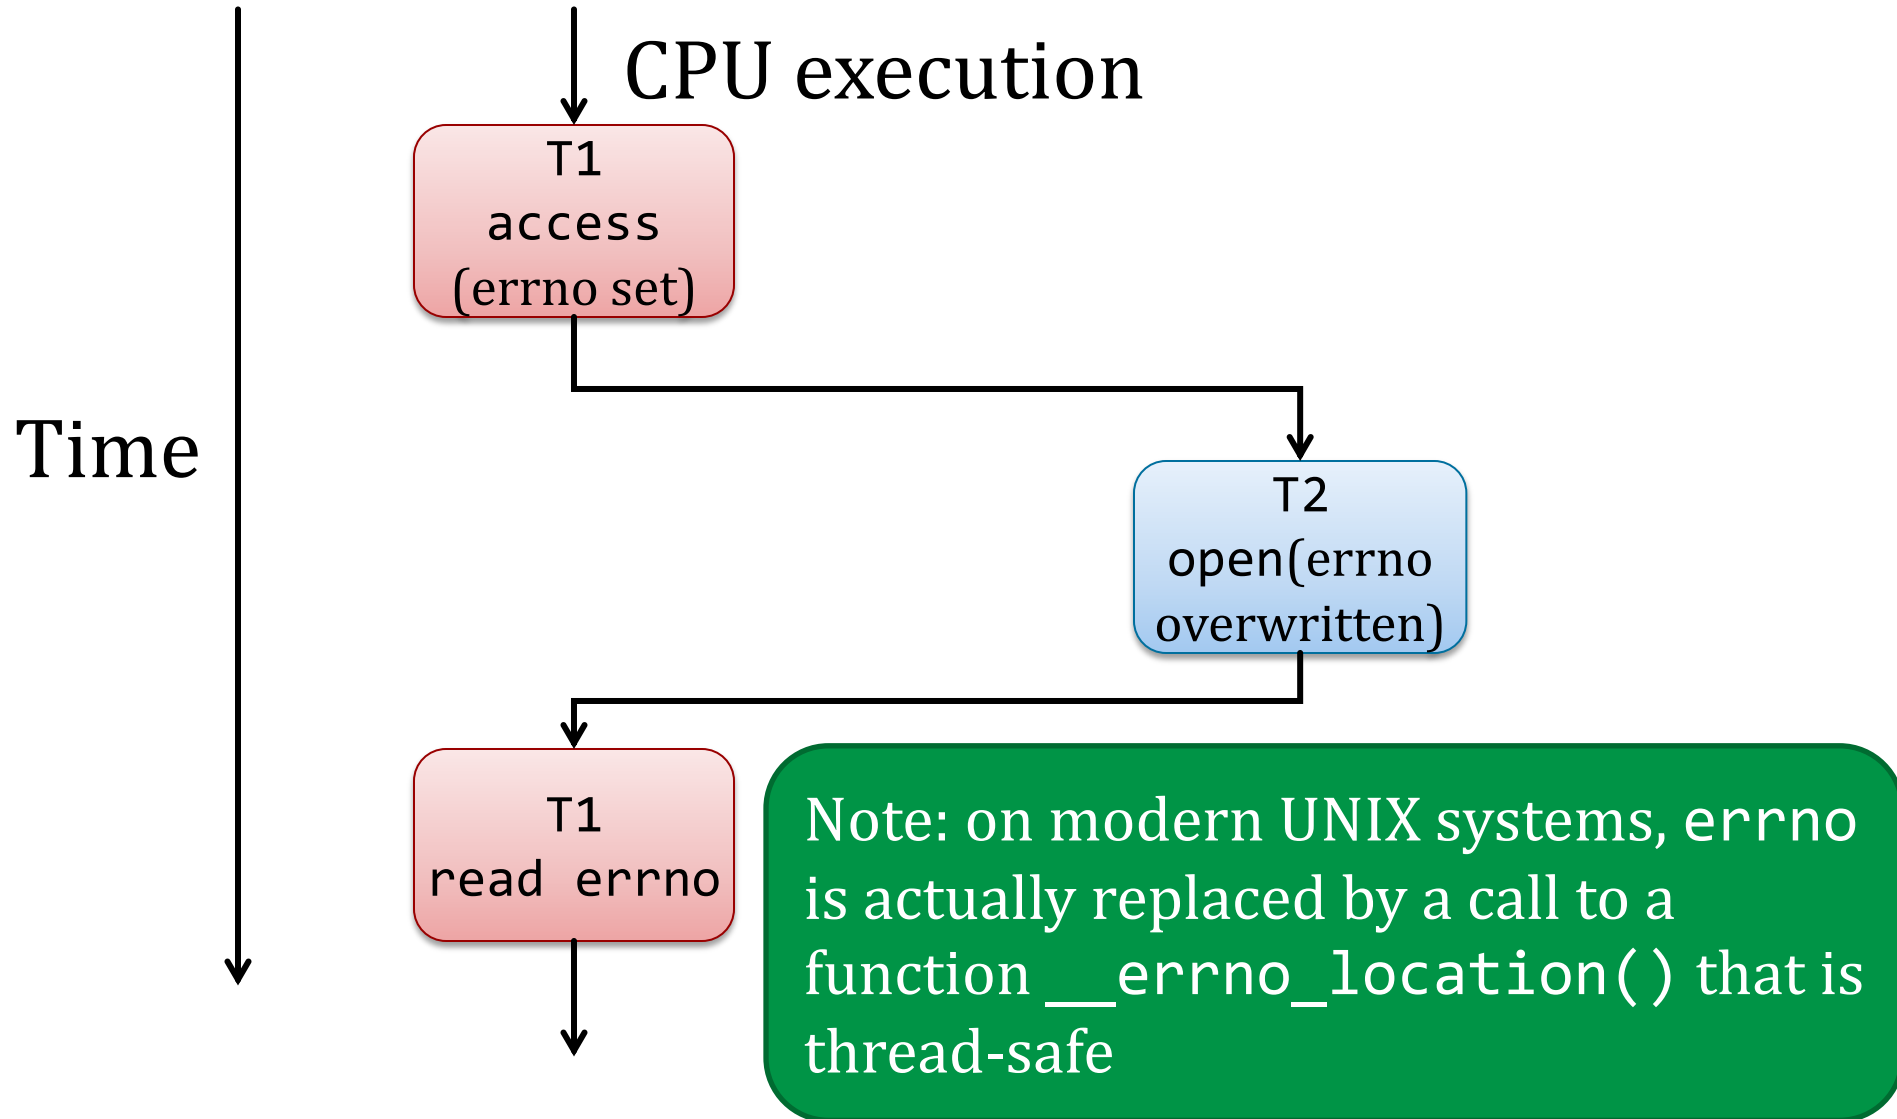 CPU execution
T1
access
(errno set)
Time
T2
open(errno
overwritten)
T1
read errno
Note: on modern UNIX systems, errno
is actually replaced by a call to a
function __errno_location() that is
thread-safe